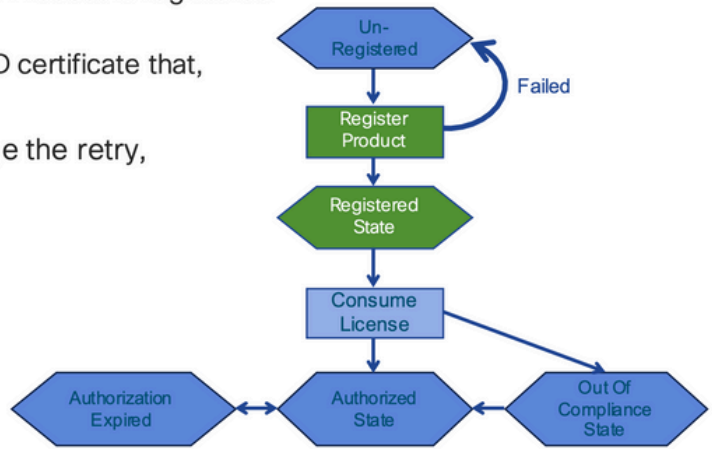 D certificate that,
e the retry,
Un-
Registered
Failed
Register
Product
Registered
State
Consume
License
Authorization
Expired
Authorized
State
Out Of
Compliance
State